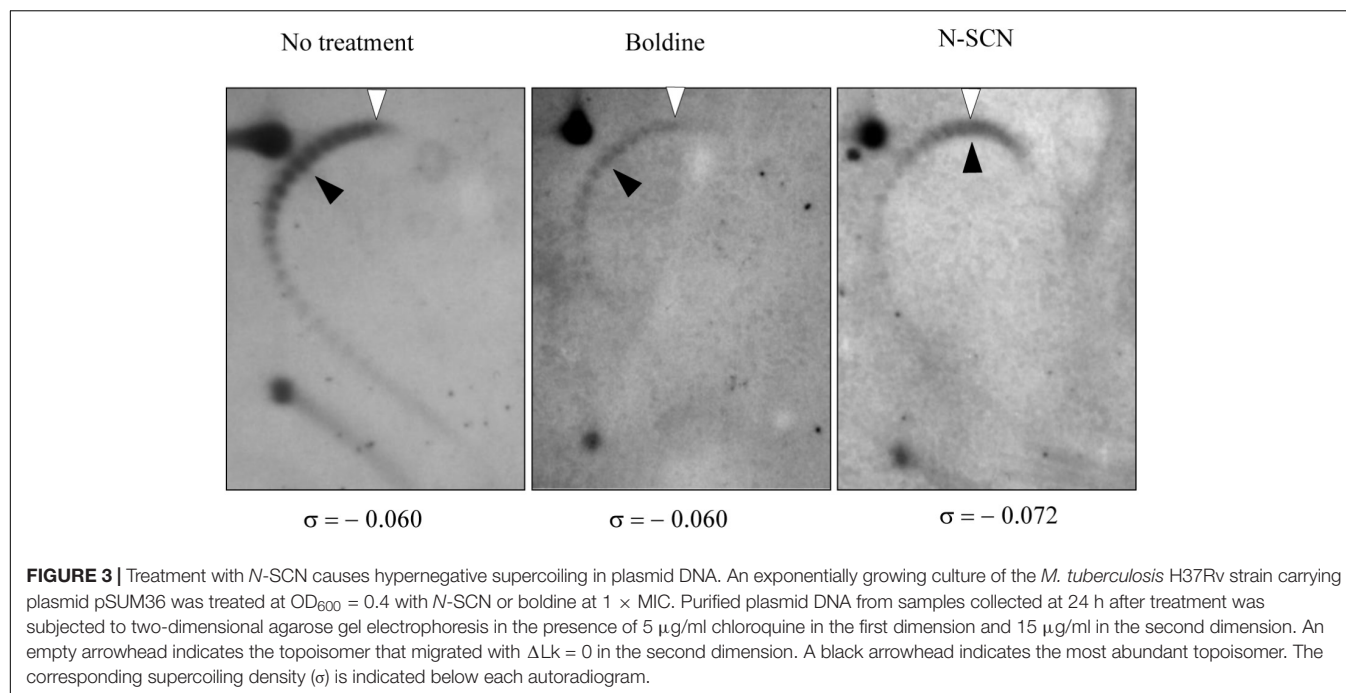 No treatment Boldine N-SCN
σ = − 0.060 σ = − 0.060 σ = − 0.072
FIGURE 3 | Treatment with N-SCN causes hypernegative supercoiling in plasmid DNA. An exponentially growing culture of the M. tuberculosis H37Rv strain carrying
plasmid pSUM36 was treated at OD600 = 0.4 with N-SCN or boldine at 1 × MIC. Purified plasmid DNA from samples collected at 24 h after treatment was
subjected to two-dimensional agarose gel electrophoresis in the presence of 5 μg/ml chloroquine in the first dimension and 15 μg/ml in the second dimension. An
empty arrowhead indicates the topoisomer that migrated with ΔLk = 0 in the second dimension. A black arrowhead indicates the most abundant topoisomer. The
corresponding supercoiling density (σ) is indicated below each autoradiogram.